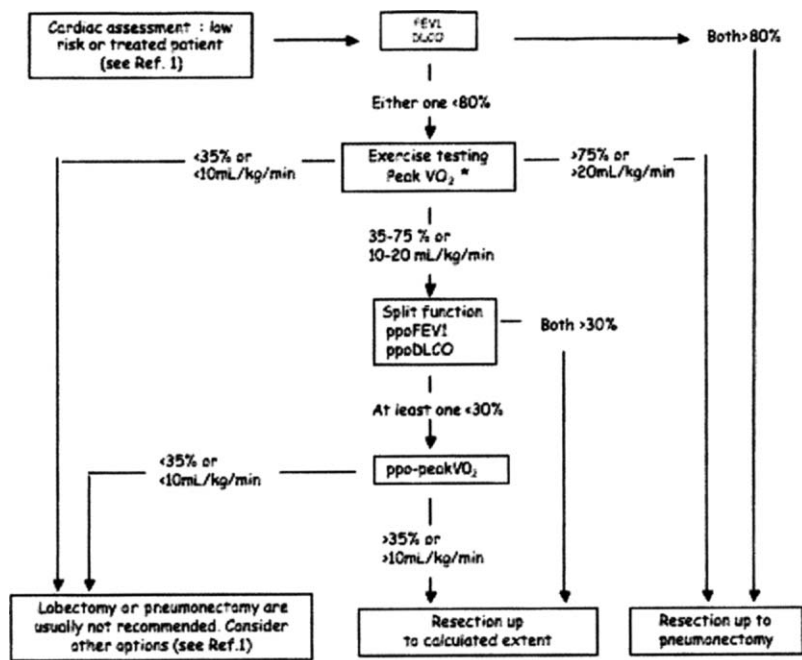 Cardiac assessment : low
risk or treated patient
(see Ref. 1)
FEV1
DLCO
Both>80%
Either one <80%
<35% or
<10mL/kg/min
Exercise testing
Peak VO₂ *
>75% or
>20mL/kg/min
35-75 % or
10-20 mL/kg/min
Split function
ppoFEV1
ppoDLCO
Both >30%
At least one <30%
<35% or
<10mL/kg/min
ppo-peakVO₂
>35% or
>10mL/kg/min
Lobectomy or pneumonectomy are
usually not recommended. Consider
other options (see Ref.1)
Resection up
to calculated extent
Resection up to
pneumonectomy